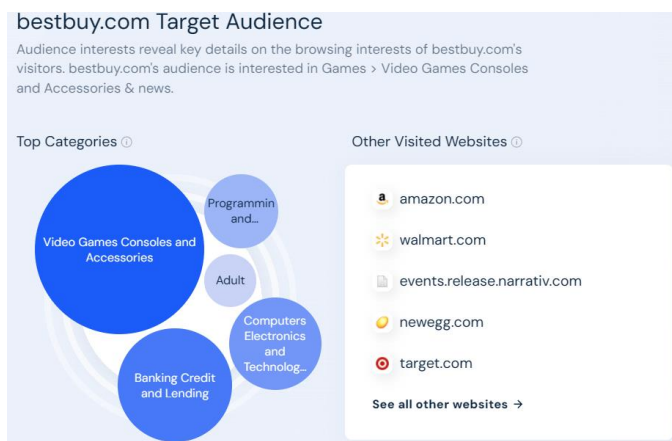 bestbuy.com Target Audience
Audience interests reveal key details on the browsing interests of bestbuy.com's
visitors. bestbuy.com's audience is interested in Games > Video Games Consoles
and Accessories & news.
Top Categories
Video Games Consoles and
Accessories
Programmin
and...
Adult
Computers
Electronics
and
Technolog...
Banking Credit
and Lending
Other Visited Websites
amazon.com
walmart.com
events.release.narrativ.com
newegg.com
target.com
See all other websites →